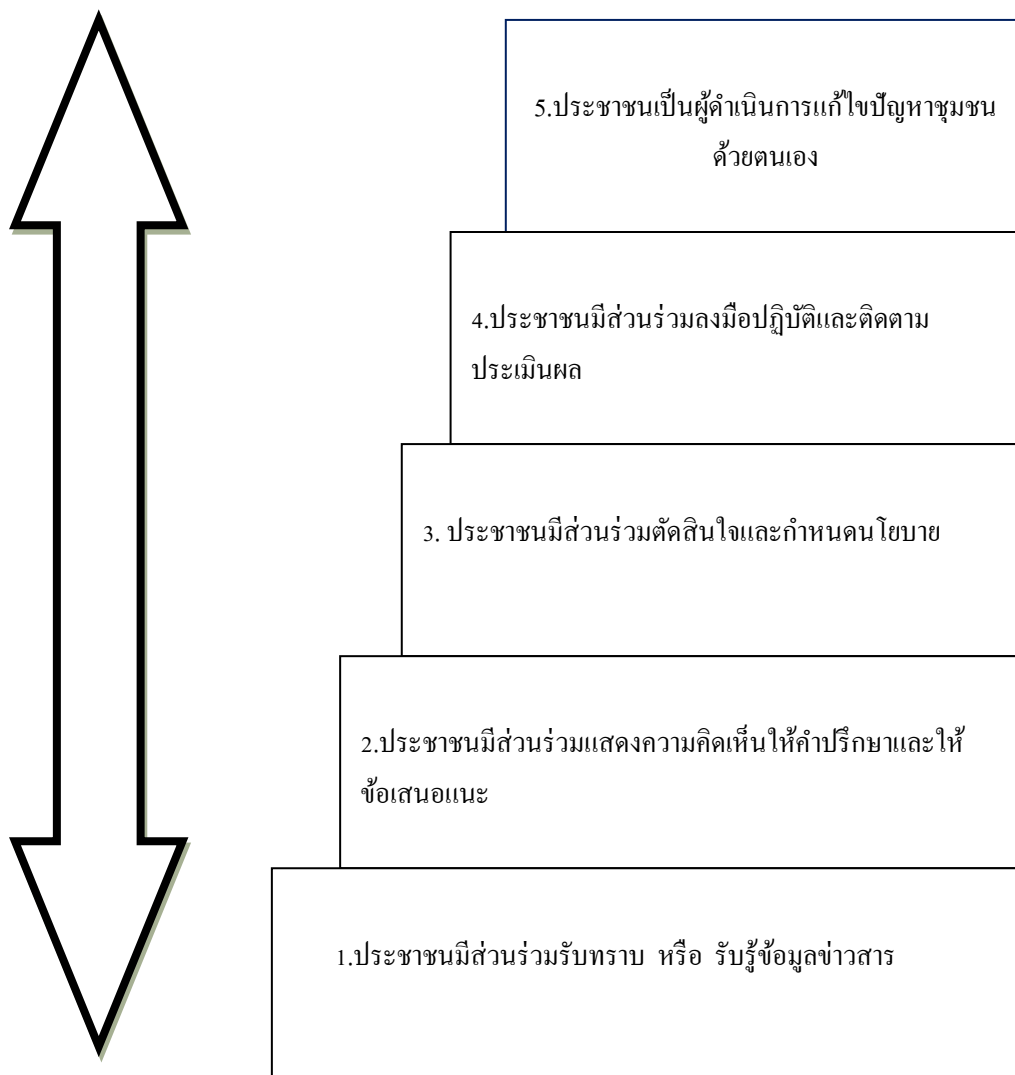 5.ประชาชนเป็นผู้ดำเนินการแก้ไขปัญหาชุมชน
ด้วยตนเอง
4.ประชาชนมีส่วนร่วมลงมือปฏิบัติและติดตาม
ประเมินผล
3. ประชาชนมีส่วนร่วมตัดสินใจและกำหนดนโยบาย
2.ประชาชนมีส่วนร่วมแสดงความคิดเห็นให้คำปรึกษาและให้
ข้อเสนอแนะ
1.ประชาชนมีส่วนร่วมรับทราบ หรือ รับรู้ข้อมูลข่าวสาร